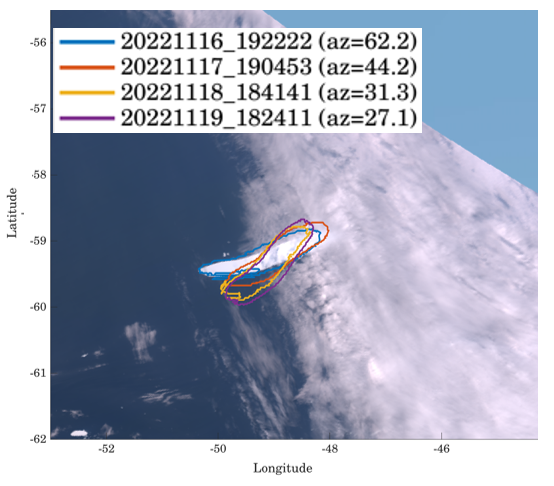 20221116_192222 (az=62.2)
20221117_190453 (az=44.2)
20221118_184141 (az=31.3)
20221119_182411 (az=27.1)
-56
-57
-58
-59
-60
-61
-62
Latitude
-52 -50 -48 -46
Longitude